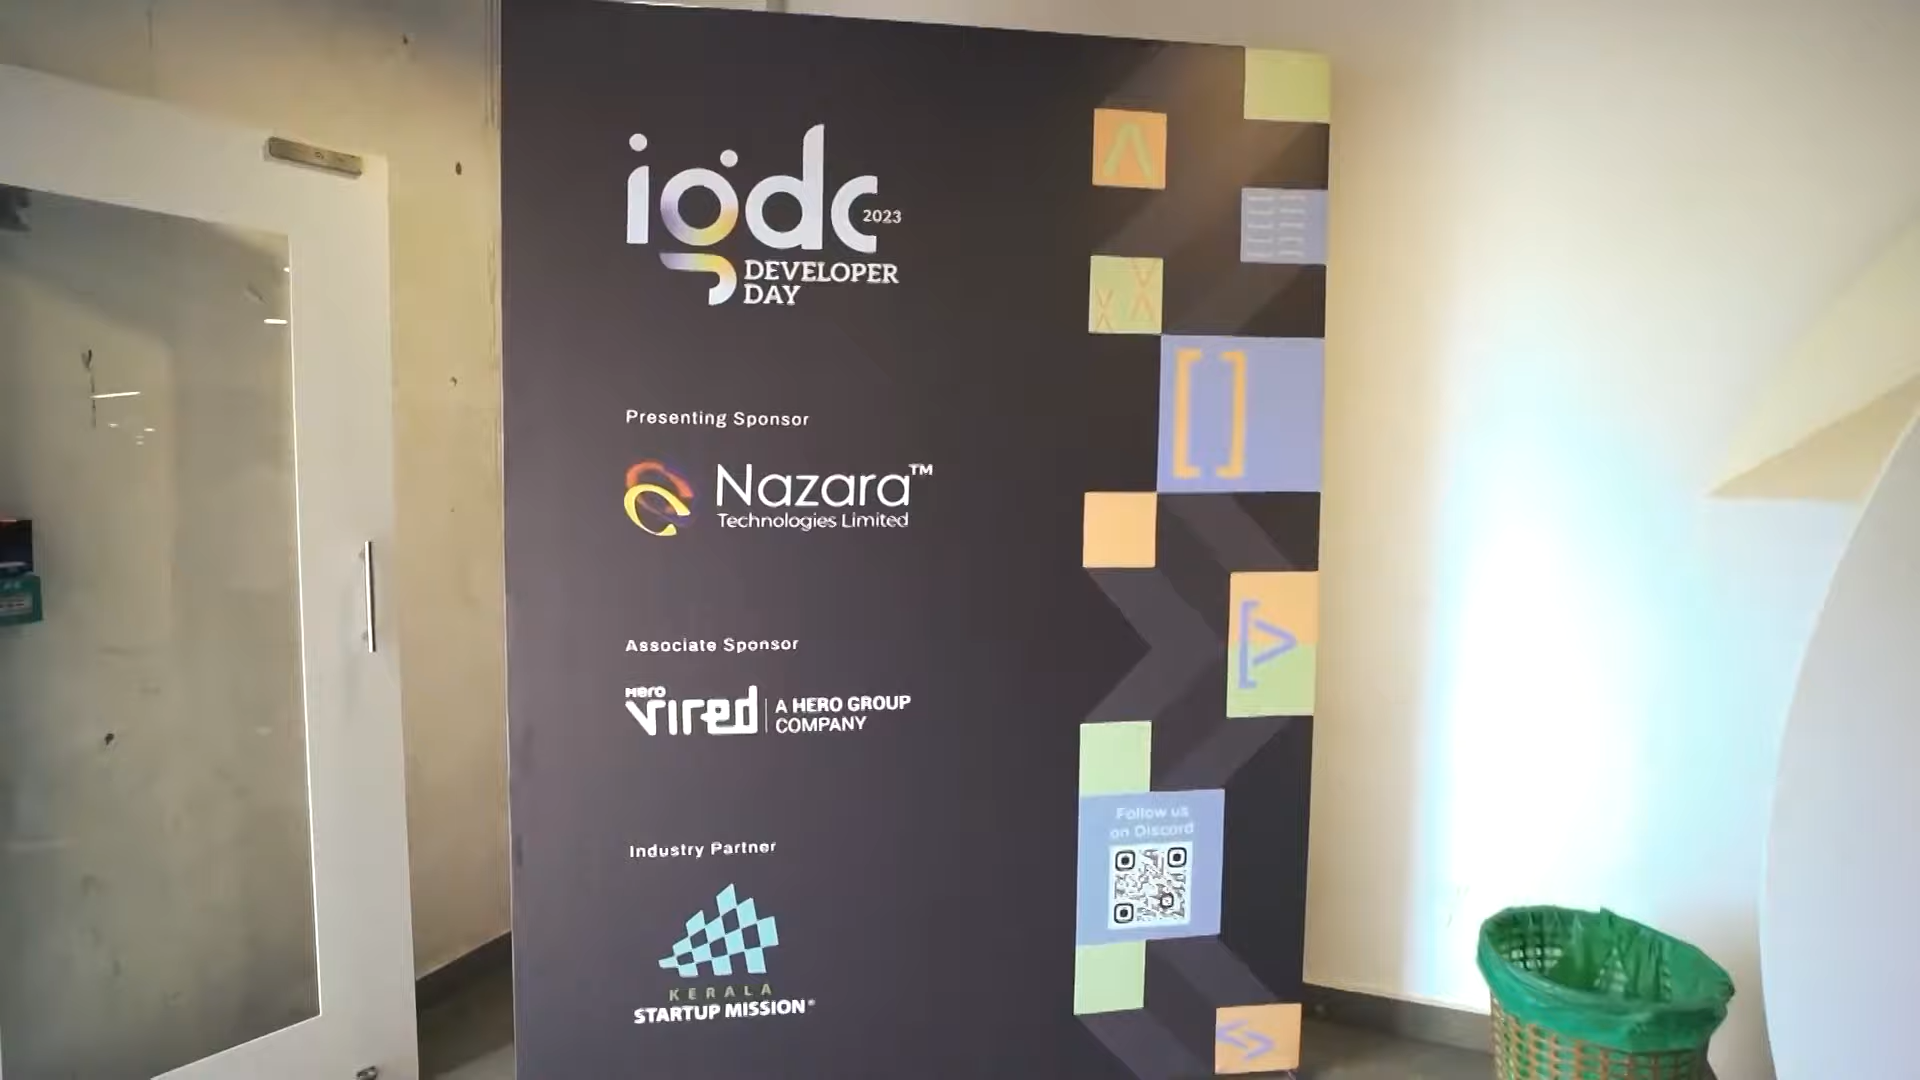 igdc
2023
DEVELOPER
DAY
Presenting Sponsor
Nazara™
Technologies Limited
Associate Sponsor
Hero
Vired
A HERO GROUP
COMPANY
Industry Partner
KERALA
STARTUP MISSION®
Follow us
on Discord